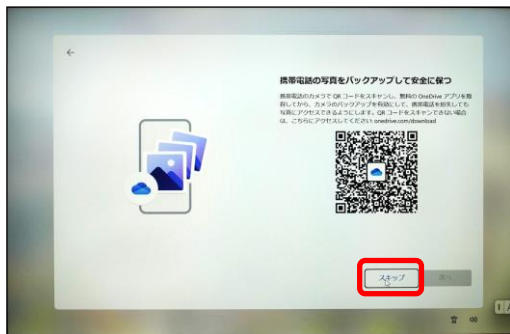 携帯電話の写真をバックアップして安全に保つ
携帯電話のカメラで QR コードをスキャンし、無料の OneDrive アプリを取
得してから、カメラのバックアップを有効にして、携帯電話を紛失しても
写真にアクセスできるようにします。QR コードをスキャンできない場合
は、こちらにアクセスしてください: onedrive.com/download
スキップ
次へ